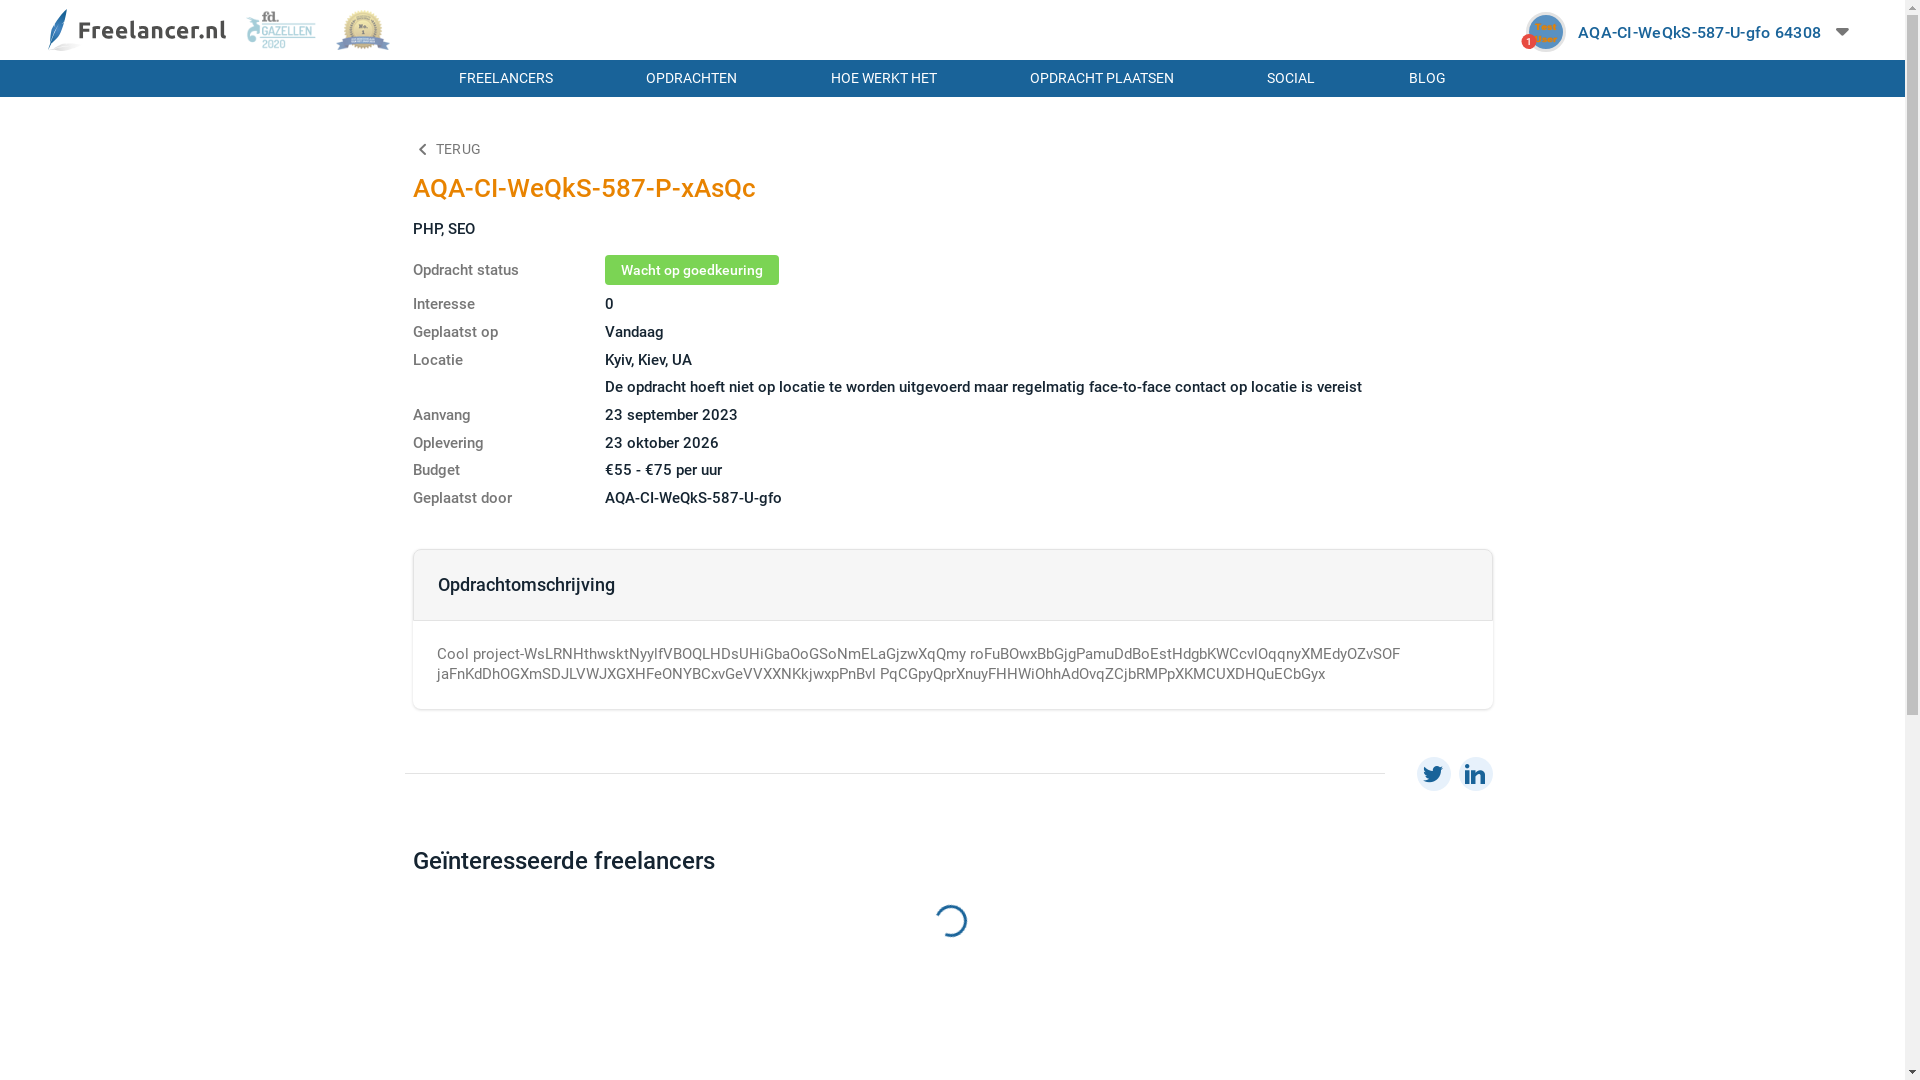 Freelancer.nl
fd.
GAZELLEN
2020
1
AQA-CI-WeQkS-587-U-gfo 64308
FREELANCERS
OPDRACHTEN
HOE WERKT HET
OPDRACHT PLAATSEN
SOCIAL
BLOG
TERUG
AQA-CI-WeQkS-587-P-xAsQc
PHP, SEO
Opdracht status Wacht op goedkeuring
Interesse 0
Geplaatst op Vandaag
Locatie Kyiv, Kiev, UA
De opdracht hoeft niet op locatie te worden uitgevoerd maar regelmatig face-to-face contact op locatie is vereist
Aanvang 23 september 2023
Oplevering 23 oktober 2026
Budget €55 - €75 per uur
Geplaatst door AQA-CI-WeQkS-587-U-gfo
Opdrachtomschrijving
Cool project-WsLRNHthwsktNyylfVBOQLHDsUHiGbaOoGSoNmELaGjzwXqQmy roFuBOwxBbGjgPamuDdBoEstHdgbKWCcvlOqqnyXMEdyOZvSOF
jaFnKdDhOGXmSDJLVWJXGXHFeONYBCxvGeVVXXNKkjwxpPnBvl PqCGpyQprXnuyFHHWiOhhAdOvqZCjbRMPpXKMCUXDHQuECbGyx
Geïnteresseerde freelancers